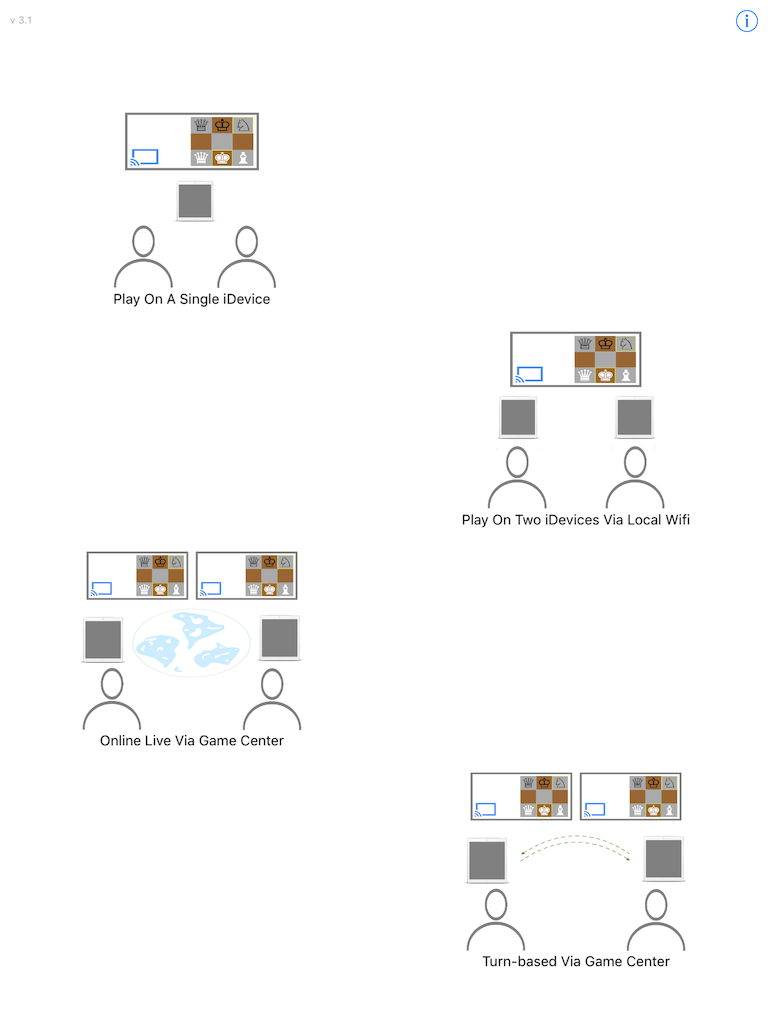 v 3.1
Play On A Single iDevice
Play On Two iDevices Via Local Wifi
Online Live Via Game Center
Turn-based Via Game Center